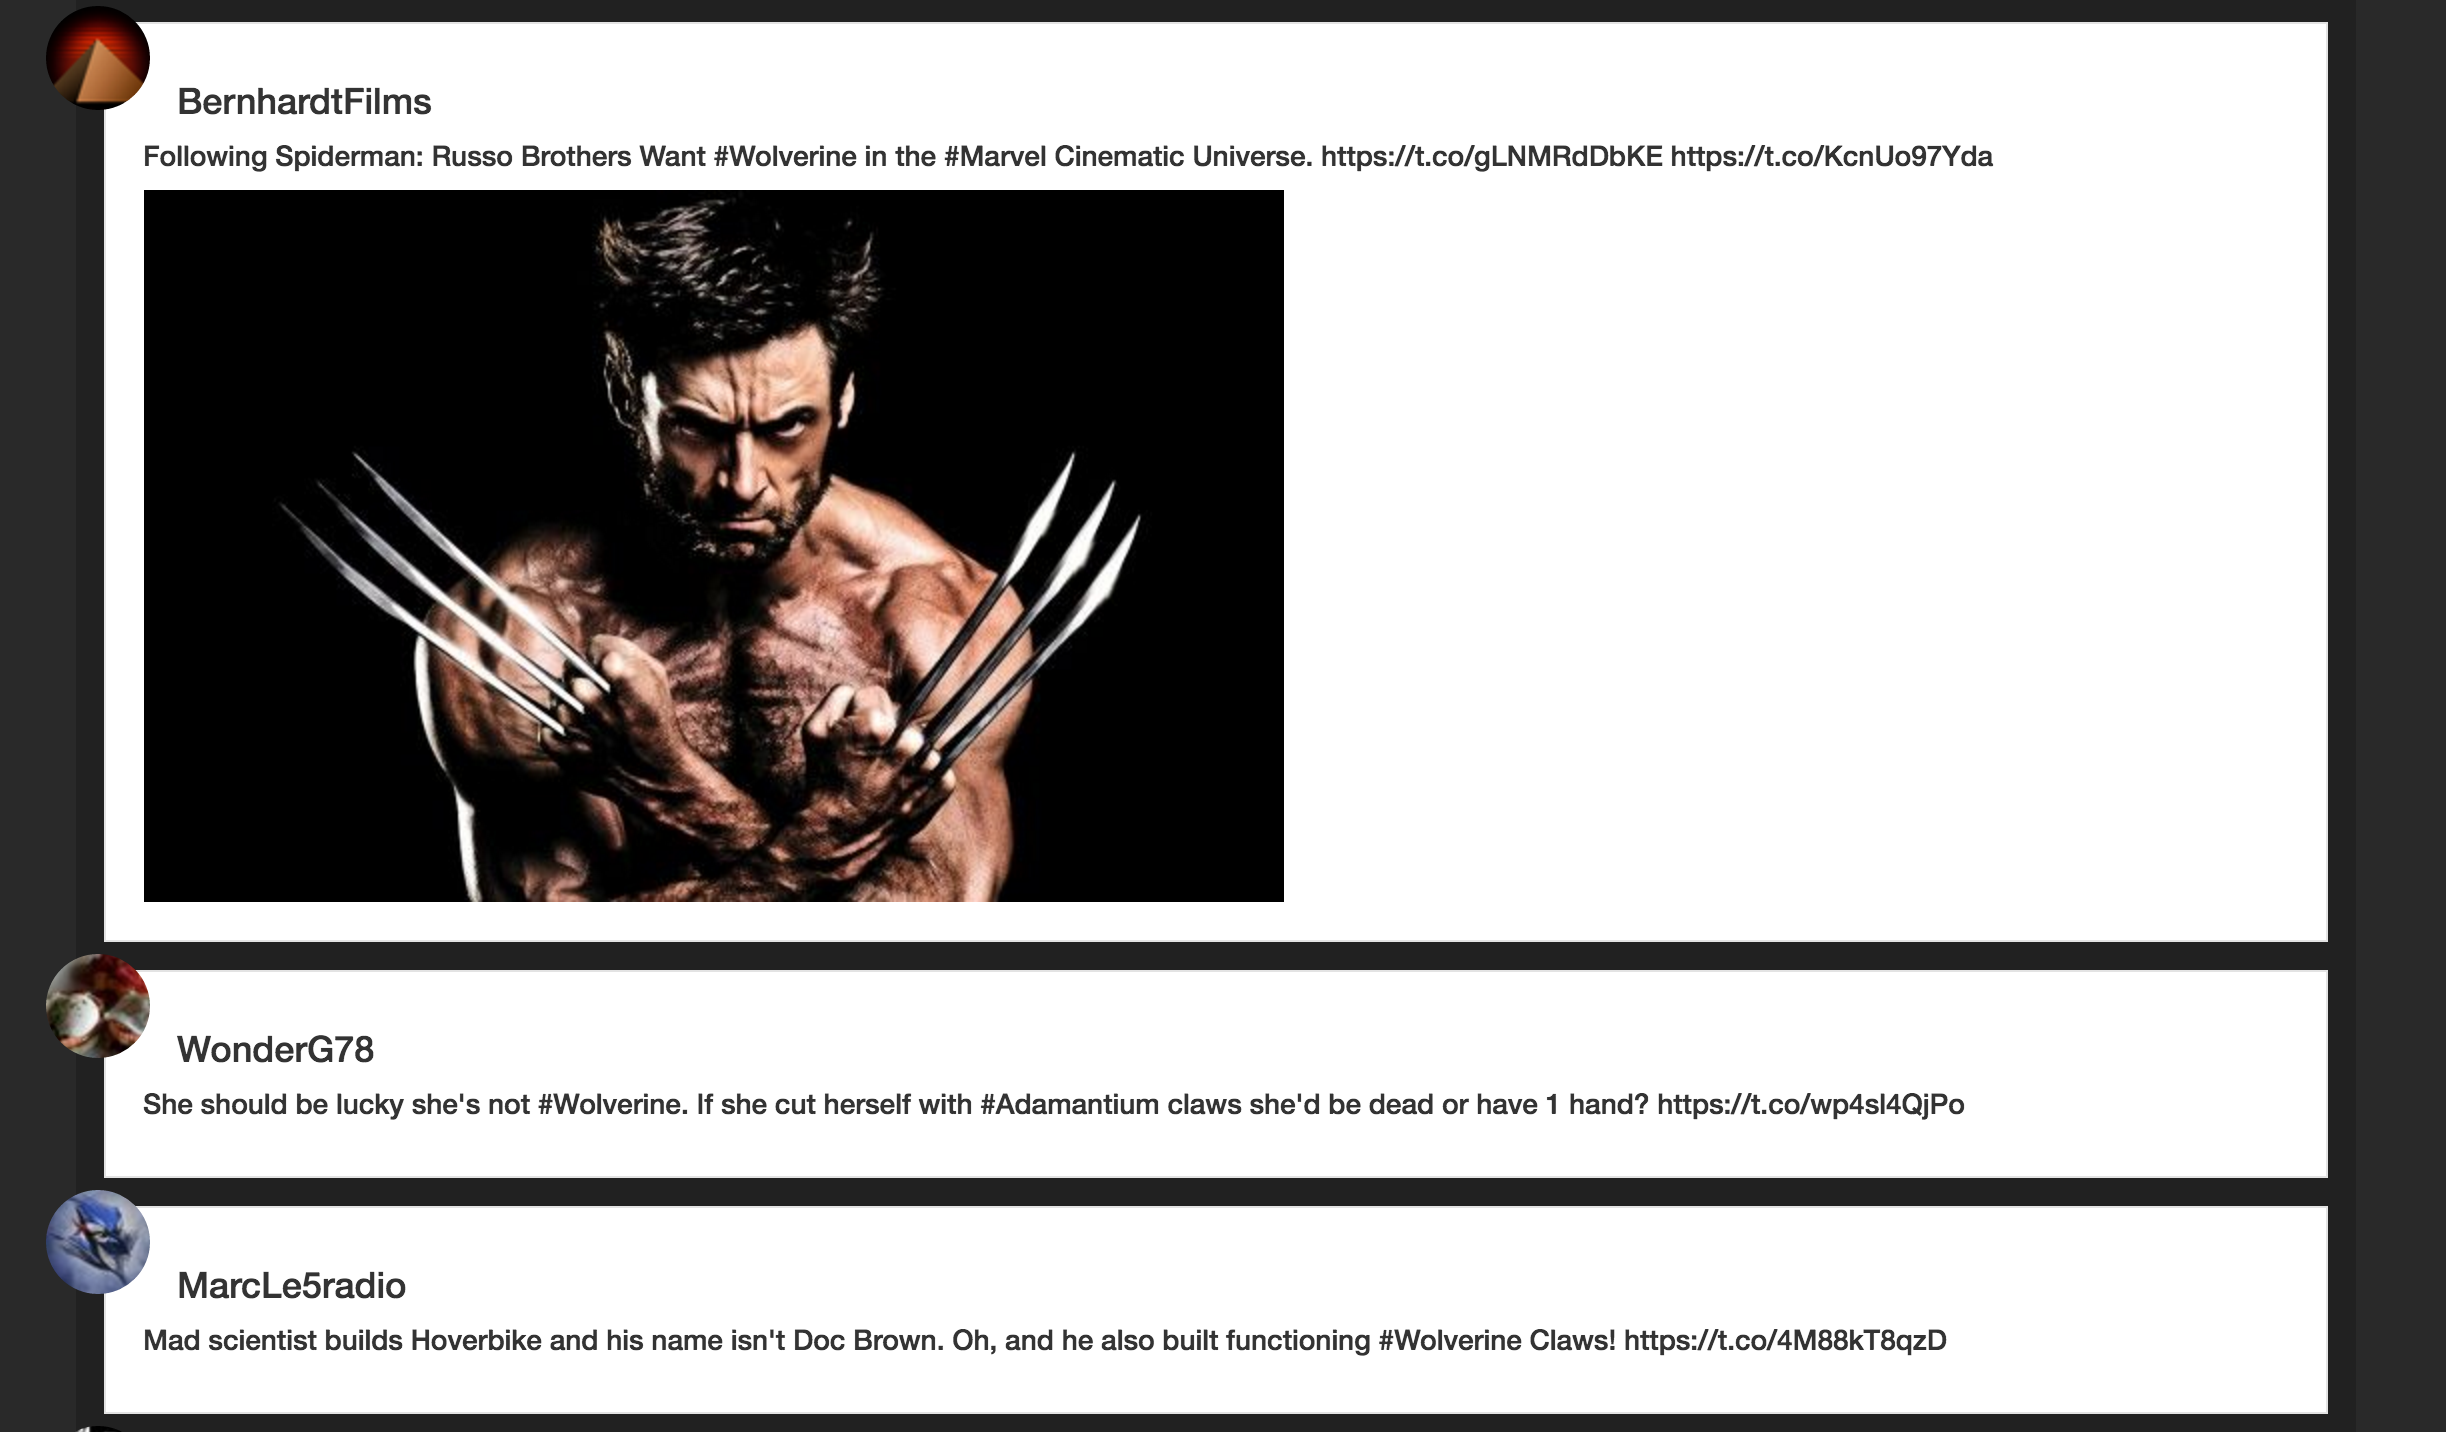 BernhardtFilms
Following Spiderman: Russo Brothers Want #Wolverine in the #Marvel Cinematic Universe. https://t.co/gLNMRdDbKE https://t.co/KcnUo97Yda
WonderG78
She should be lucky she's not #Wolverine. If she cut herself with #Adamantium claws she'd be dead or have 1 hand? https://t.co/wp4sl4QjPo
MarcLe5radio
Mad scientist builds Hoverbike and his name isn't Doc Brown. Oh, and he also built functioning #Wolverine Claws! https://t.co/4M88kT8qzD